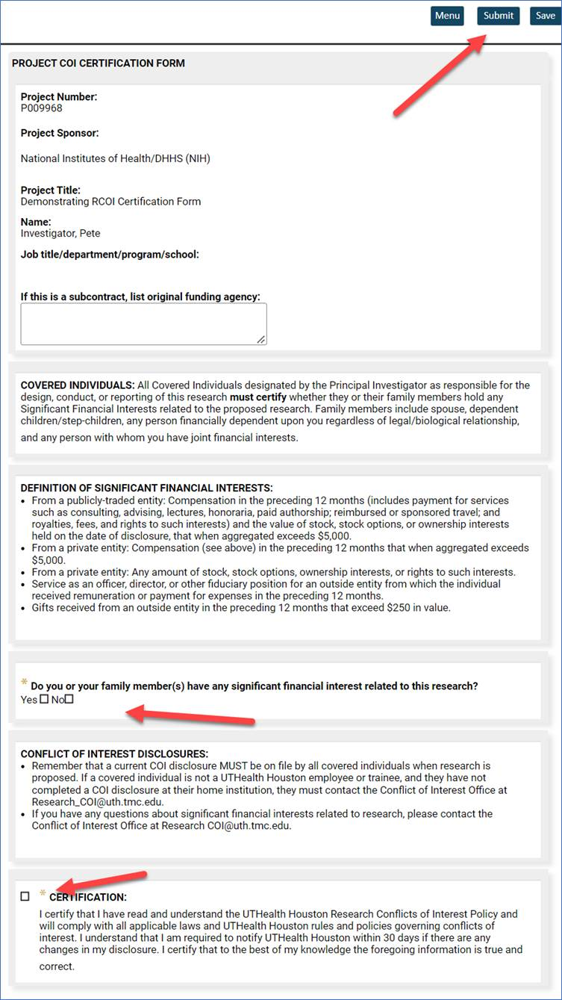 Menu Submit Save
PROJECT COI CERTIFICATION FORM
Project Number:
P009968
Project Sponsor:
National Institutes of Health/DHHS (NIH)
Project Title:
Demonstrating RCOI Certification Form
Name:
Investigator, Pete
Job title/department/program/school:
If this is a subcontract, list original funding agency:
COVERED INDIVIDUALS: All Covered Individuals designated by the Principal Investigator as responsible for the
design, conduct, or reporting of this research must certify whether they or their family members hold any
Significant Financial Interests related to the proposed research. Family members include spouse, dependent
children/step-children, any person financially dependent upon you regardless of legal/biological relationship,
and any person with whom you have joint financial interests.
DEFINITION OF SIGNIFICANT FINANCIAL INTERESTS:
• From a publicly-traded entity: Compensation in the preceding 12 months (includes payment for services
such as consulting, advising, lectures, honoraria, paid authorship; reimbursed or sponsored travel; and
royalties, fees, and rights to such interests) and the value of stock, stock options, or ownership interests
held on the date of disclosure, that when aggregated exceeds $5,000.
• From a private entity: Compensation (see above) in the preceding 12 months that when aggregated exceeds
$5,000.
• From a private entity: Any amount of stock, stock options, ownership interests, or rights to such interests.
• Service as an officer, director, or other fiduciary position for an outside entity from which the individual
received remuneration or payment for expenses in the preceding 12 months.
• Gifts received from an outside entity in the preceding 12 months that exceed $250 in value.
* Do you or your family member(s) have any significant financial interest related to this research?
Yes ☐ No☐
CONFLICT OF INTEREST DISCLOSURES:
• Remember that a current COI disclosure MUST be on file by all covered individuals when research is
proposed. If a covered individual is not a UTHealth Houston employee or trainee, and they have not
completed a COI disclosure at their home institution, they must contact the Conflict of Interest Office at
Research_COI@uth.tmc.edu.
• If you have any questions about significant financial interests related to research, please contact the
Conflict of Interest Office at Research COI@uth.tmc.edu.
☐ * CERTIFICATION:
I certify that I have read and understand the UTHealth Houston Research Conflicts of Interest Policy and
will comply with all applicable laws and UTHealth Houston rules and policies governing conflicts of
interest. I understand that I am required to notify UTHealth Houston within 30 days if there are any
changes in my disclosure. I certify that to the best of my knowledge the foregoing information is true and
correct.